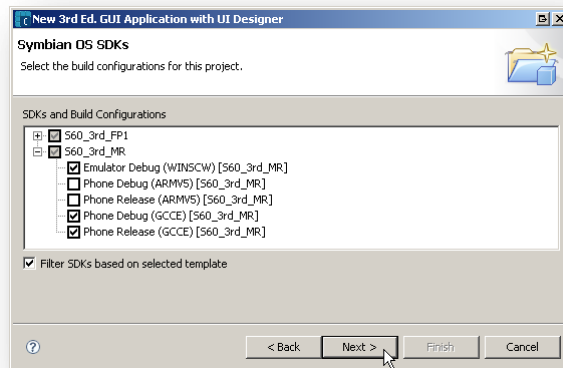 New 3rd Ed. GUI Application with UI Designer
Symbian OS SDKs
Select the build configurations for this project.
SDKs and Build Configurations
S60_3rd_FP1
S60_3rd_MR
Emulator Debug (WINSCW) [S60_3rd_MR]
Phone Debug (ARMV5) [S60_3rd_MR]
Phone Release (ARMV5) [S60_3rd_MR]
Phone Debug (GCCE) [S60_3rd_MR]
Phone Release (GCCE) [S60_3rd_MR]
Filter SDKs based on selected template
? < Back Next > Finish Cancel